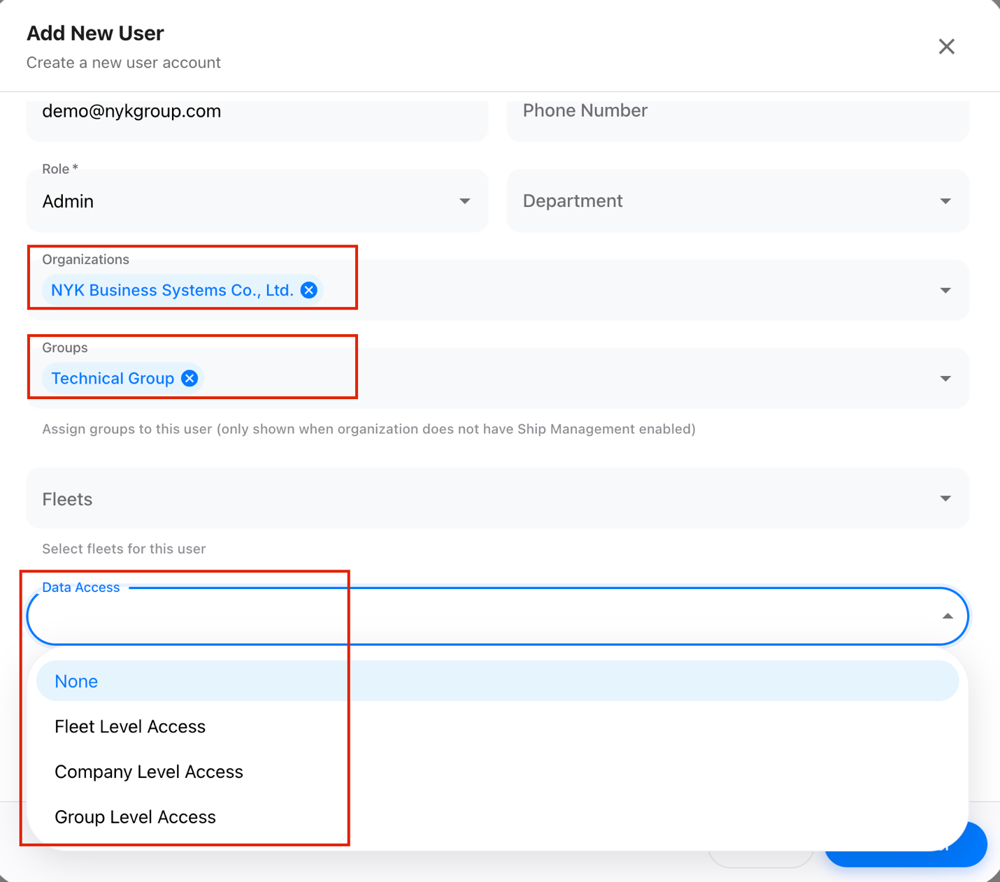 Add New User
Create a new user account
demo@nykgroup.com
Phone Number
Role *
Admin
Department
Organizations
NYK Business Systems Co., Ltd.
Groups
Technical Group
Assign groups to this user (only shown when organization does not have Ship Management enabled)
Fleets
Select fleets for this user
Data Access
None
Fleet Level Access
Company Level Access
Group Level Access